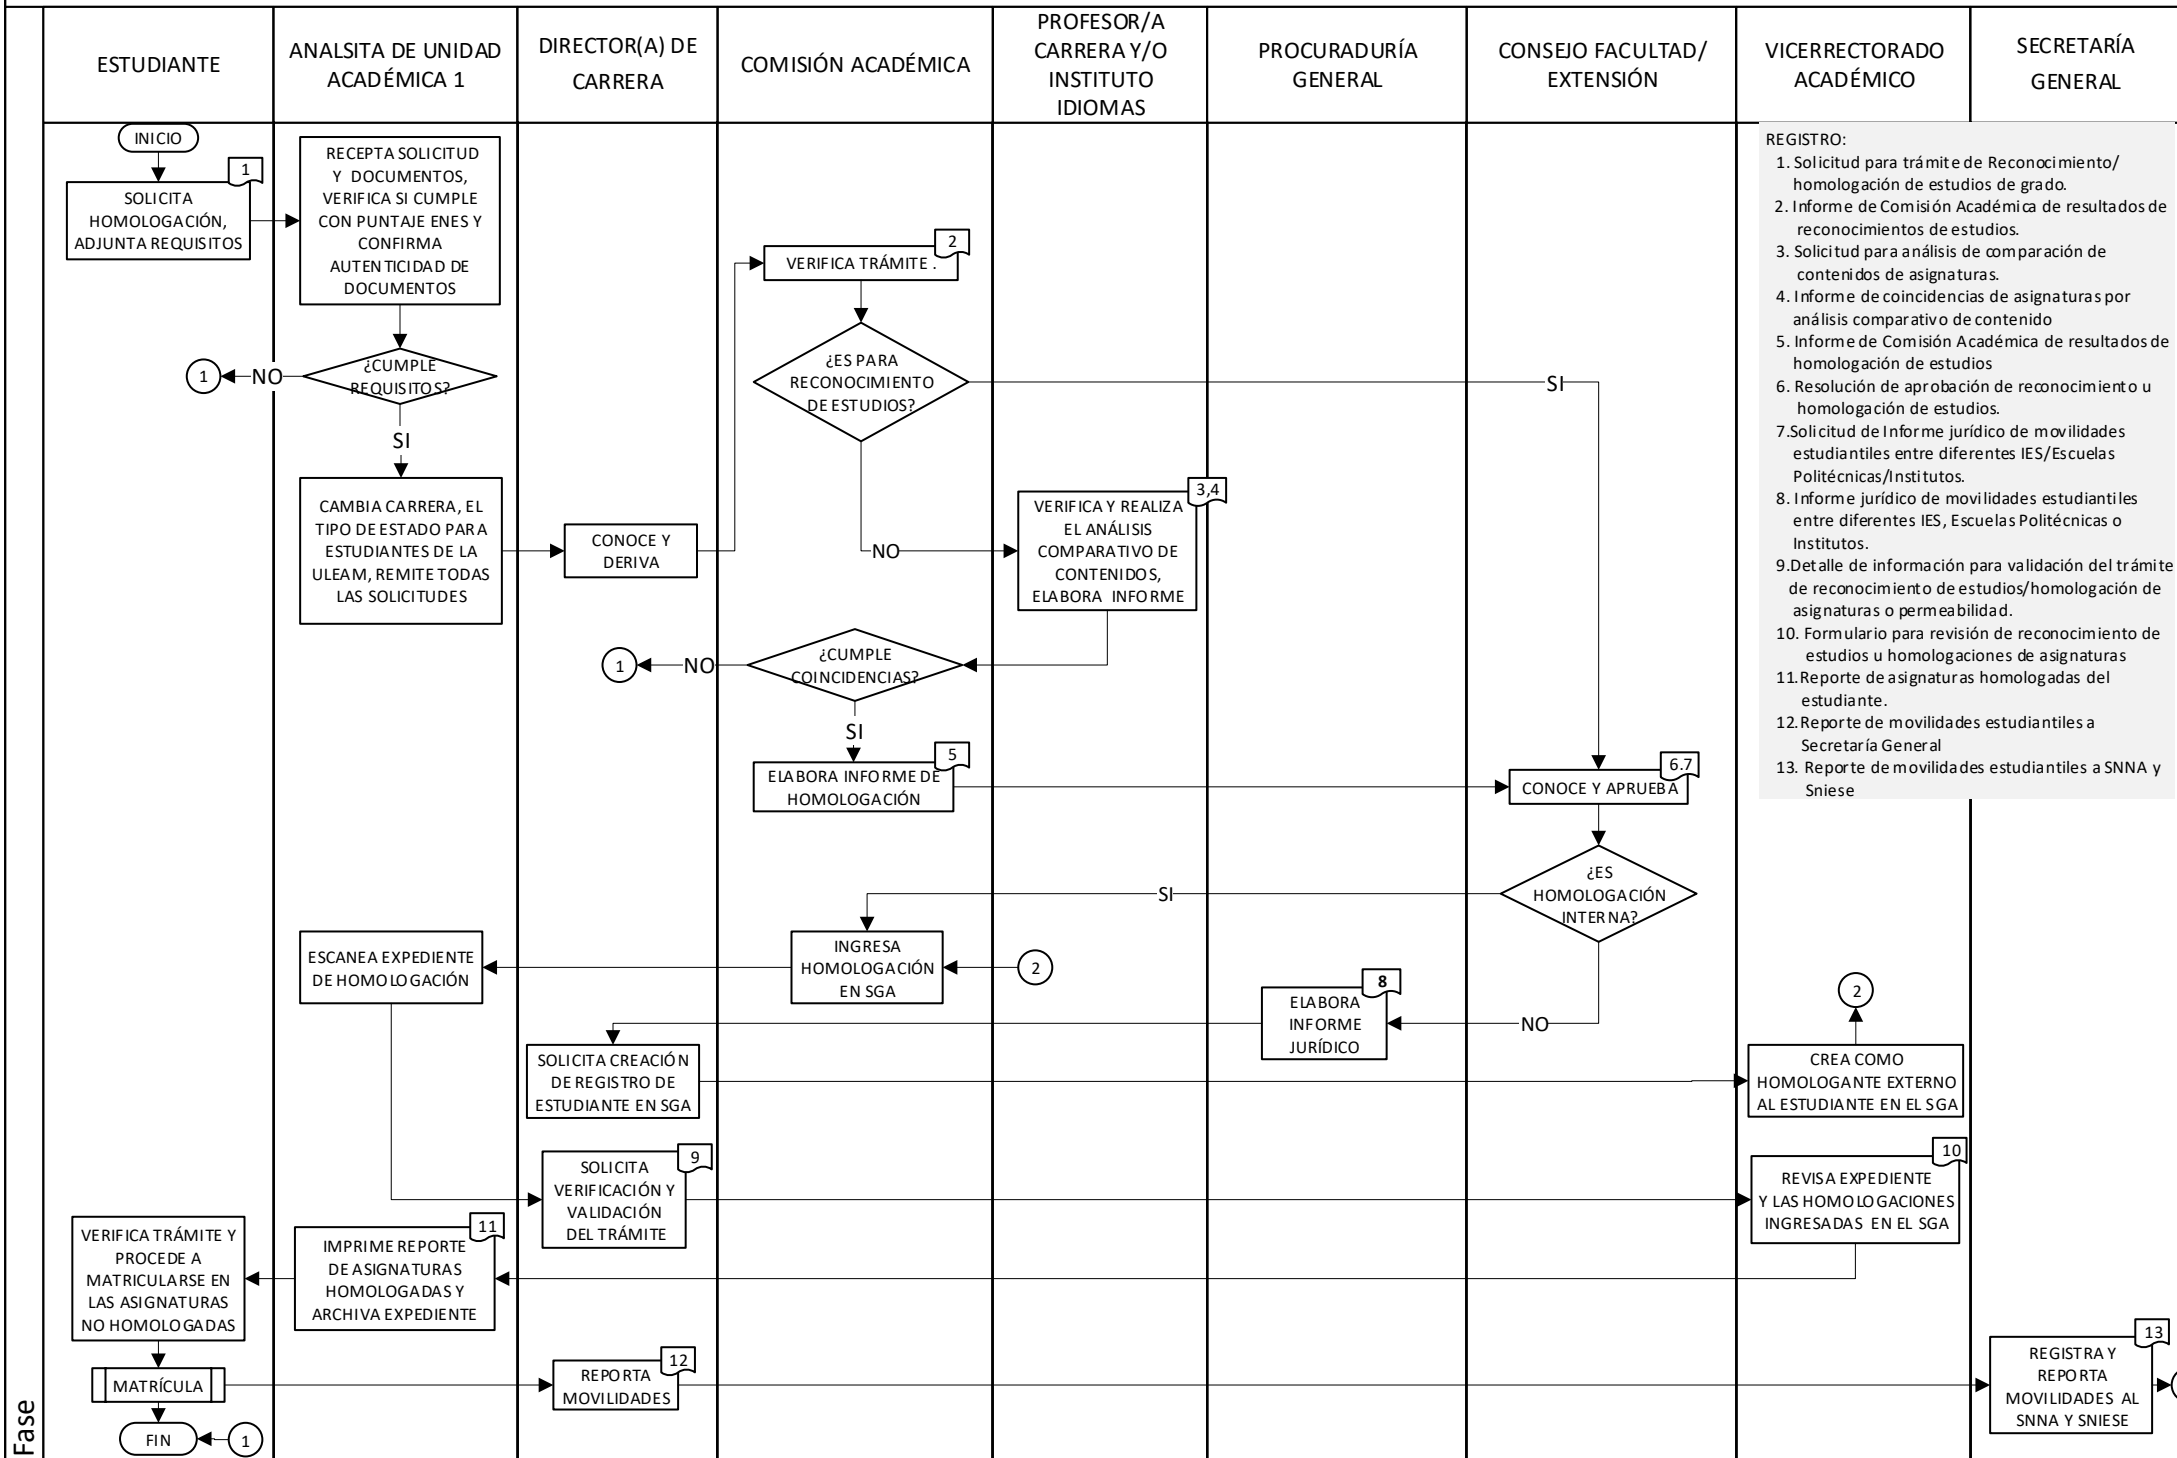 ESTUDIANTE
ANALSITA DE UNIDAD
ACADÉMICA 1
DIRECTOR(A) DE
CARRERA
COMISIÓN ACADÉMICA
PROFESOR/A
CARRERA Y/O
INSTITUTO
IDIOMAS
PROCURADURÍA
GENERAL
CONSEJO FACULTAD/
EXTENSIÓN
VICERRECTORADO
ACADÉMICO
SECRETARÍA
GENERAL
Fase
INICIO
1
SOLICITA
HOMOLOGACIÓN,
ADJUNTA REQUISITOS
RECEPTA SOLICITUD
Y DOCUMENTOS,
VERIFICA SI CUMPLE
CON PUNTAJE ENES Y
CONFIRMA
AUTENTICIDAD DE
DOCUMENTOS
¿CUMPLE
REQUISITOS?
NO
1
SI
CAMBIA CARRERA, EL
TIPO DE ESTADO PARA
ESTUDIANTES DE LA
ULEAM, REMITE TODAS
LAS SOLICITUDES
CONOCE Y
DERIVA
2
VERIFICA TRÁMITE .
¿ES PARA
RECONOCIMIENTO
DE ESTUDIOS?
SI
NO
3,4
VERIFICA Y REALIZA
EL ANÁLISIS
COMPARATIVO DE
CONTENIDOS,
ELABORA INFORME
¿CUMPLE
COINCIDENCIAS?
NO
1
SI
5
ELABORA INFORME DE
HOMOLOGACIÓN
6.7
CONOCE Y APRUEBA
¿ES
HOMOLOGACIÓN
INTERNA?
SI
NO
INGRESA
HOMOLOGACIÓN
EN SGA
2
ESCANEA EXPEDIENTE
DE HOMOLOGACIÓN
8
ELABORA
INFORME
JURÍDICO
SOLICITA CREACIÓN
DE REGISTRO DE
ESTUDIANTE EN SGA
2
CREA COMO
HOMOLOGANTE EXTERNO
AL ESTUDIANTE EN EL SGA
9
SOLICITA
VERIFICACIÓN Y
VALIDACIÓN
DEL TRÁMITE
10
REVISA EXPEDIENTE
Y LAS HOMOLOGACIONES
INGRESADAS EN EL SGA
11
IMPRIME REPORTE
DE ASIGNATURAS
HOMOLOGADAS Y
ARCHIVA EXPEDIENTE
VERIFICA TRÁMITE Y
PROCEDE A
MATRICULARSE EN
LAS ASIGNATURAS
NO HOMOLOGADAS
MATRÍCULA
12
REPORTA
MOVILIDADES
13
REGISTRA Y
REPORTA
MOVILIDADES AL
SNNA Y SNIESE
FIN
1
REGISTRO:
1. Solicitud para trámite de Reconocimiento/
homologación de estudios de grado.
2. Informe de Comisión Académica de resultados de
reconocimientos de estudios.
3. Solicitud para análisis de comparación de
contenidos de asignaturas.
4. Informe de coincidencias de asignaturas por
análisis comparativo de contenido
5. Informe de Comisión Académica de resultados de
homologación de estudios
6. Resolución de aprobación de reconocimiento u
homologación de estudios.
7.Solicitud de Informe jurídico de movilidades
estudiantiles entre diferentes IES/Escuelas
Politécnicas/Institutos.
8. Informe jurídico de movilidades estudiantiles
entre diferentes IES, Escuelas Politécnicas o
Institutos.
9.Detalle de información para validación del trámite
de reconocimiento de estudios/homologación de
asignaturas o permeabilidad.
10. Formulario para revisión de reconocimiento de
estudios u homologaciones de asignaturas
11.Reporte de asignaturas homologadas del
estudiante.
12.Reporte de movilidades estudiantiles a
Secretaría General
13. Reporte de movilidades estudiantiles a SNNA y
Sniese